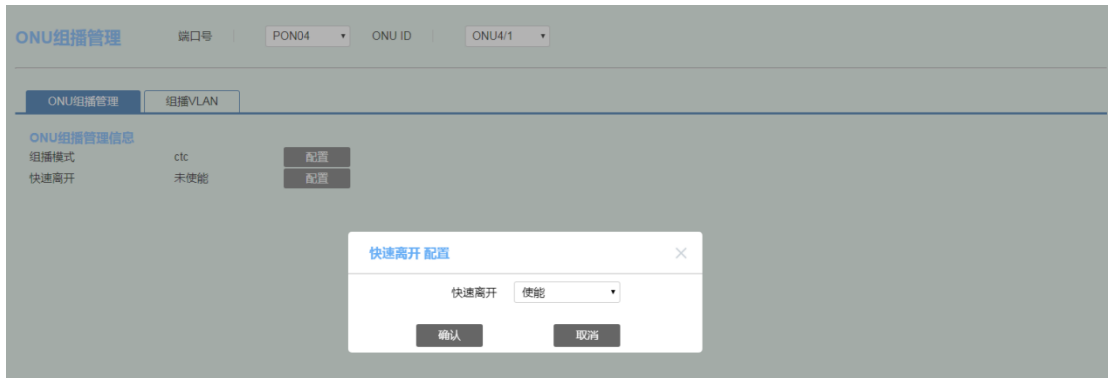 ONU组播管理 端口号 PON04 ONU ID ONU4/1
ONU组播管理 组播VLAN
ONU组播管理信息
组播模式 ctc 配置
快速离开 未使能 配置
快速离开 配置
快速离开 使能
确认 取消